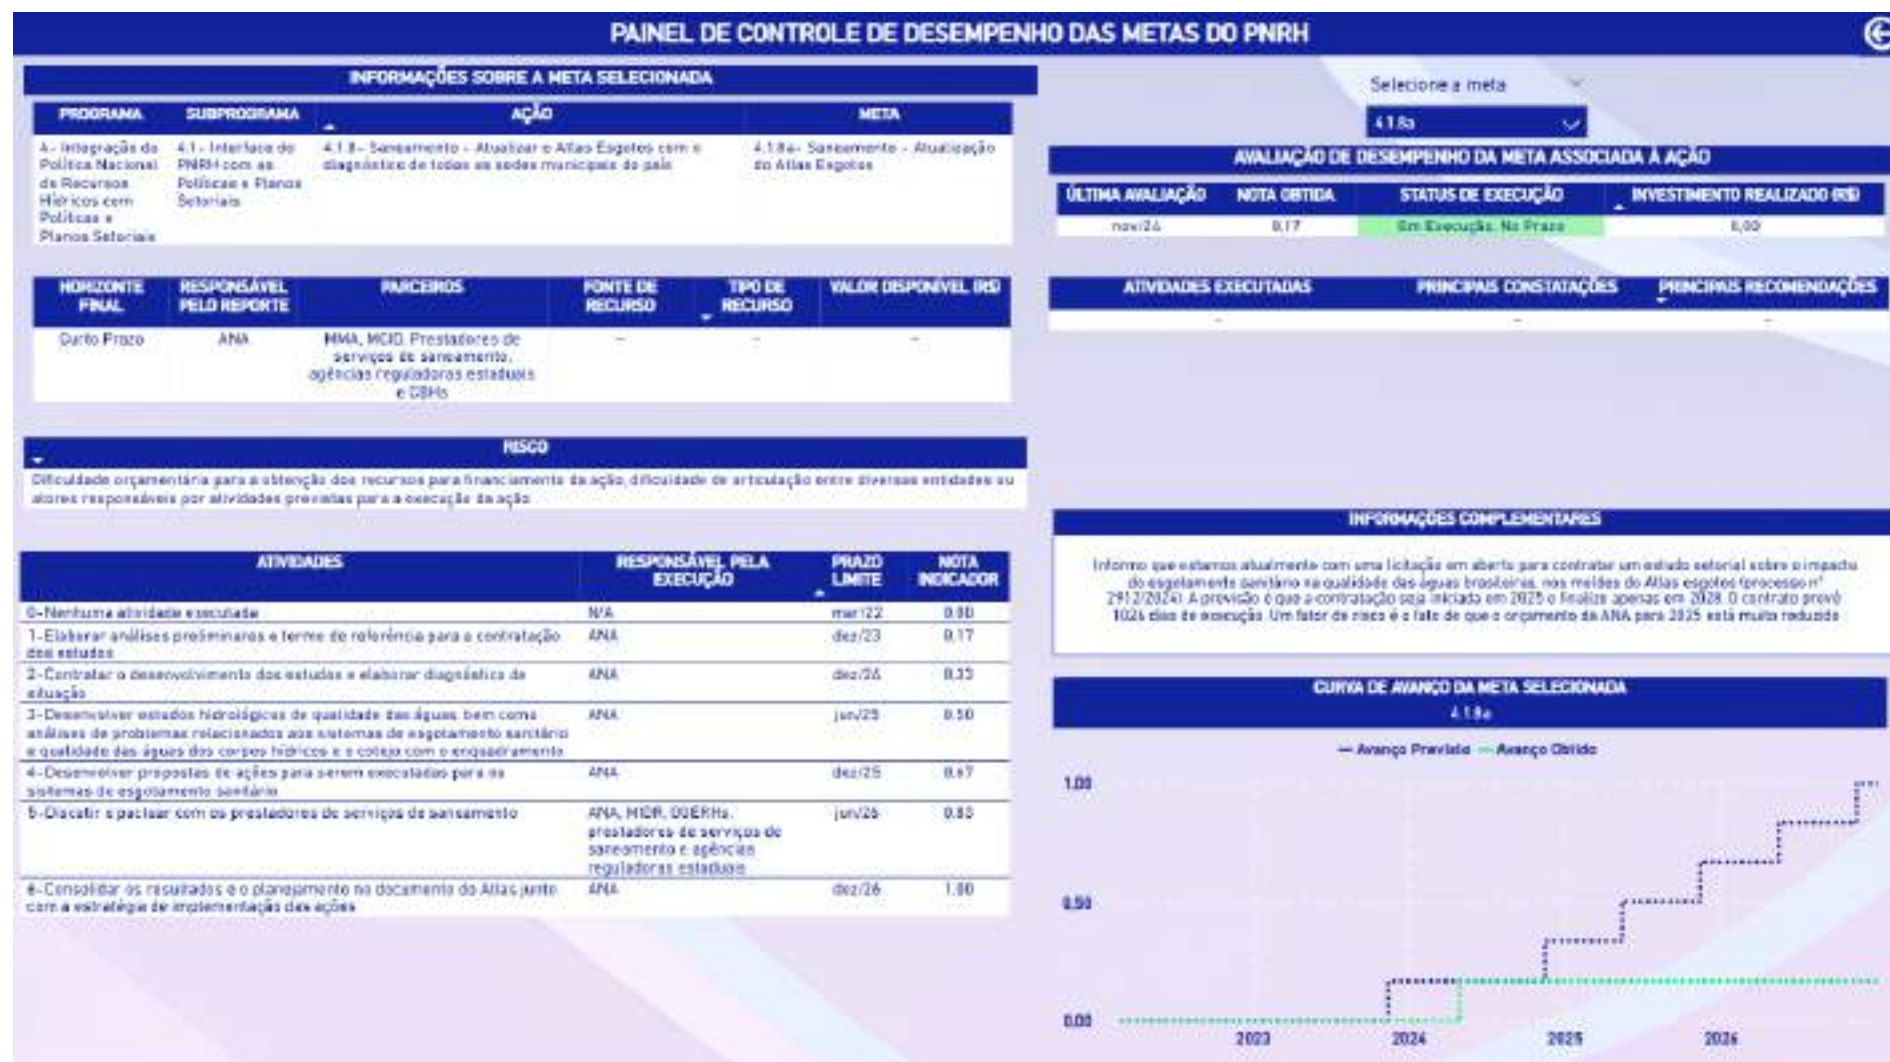 PAINEL DE CONTROLE DE DESEMPENHO DAS METAS DO PNRH
INFORMAÇÕES SOBRE A META SELECIONADA
PROGRAMA SUBPROGRAMA AÇÃO META
4- Integração da Política Nacional de Recursos Hídricos com Políticas e Planos Setoriais
4.1- Interface do PNRH com as Políticas e Planos Setoriais
4.1.8- Saneamento - Atualizar o Atlas Esgotos com o
diagnóstico de todas as sedes municipais do país
4.1.8a- Saneamento - Atualização
do Atlas Esgotos
HORIZONTE FINAL RESPONSÁVEL PELO REPORTE PARCEIROS FONTE DE RECURSO TIPO DE RECURSO VALOR DISPONÍVEL (R$)
Curto Prazo ANA MMA, MCID, Prestadores de
serviços de saneamento,
agências reguladoras estaduais
e CBHs
– – –
RISCO
Dificuldade orçamentária para a obtenção dos recursos para financiamento da ação, dificuldade de articulação entre diversas entidades ou
atores responsáveis por atividades previstas para a execução da ação
ATIVIDADES RESPONSÁVEL PELA EXECUÇÃO PRAZO LIMITE NOTA INDICADOR
0-Nenhuma atividade executada N/A mar/22 0.00
1-Elaborar análises preliminares e termo de referência para a contratação ANA dez/23 0.17
dos estudos
2-Contratar o desenvolvimento dos estudos e elaborar diagnóstico da ANA dez/24 0.33
situação
3-Desenvolver estudos hidrológicos de qualidade das águas, bem como ANA jun/25 0.50
análises de problemas relacionados aos sistemas de esgotamento sanitário
e qualidade das águas dos corpos hídricos e o cotejo com o enquadramento
4-Desenvolver propostas de ações para serem executadas para os ANA dez/25 0.67
sistemas de esgotamento sanitário
5-Discutir e pactuar com os prestadores de serviços de saneamento ANA, MIDR, OGERHs, jun/26 0.83
prestadores de serviços de
saneamento e agências
reguladoras estaduais
6-Consolidar os resultados e o planejamento no documento do Atlas junto ANA dez/26 1.00
com a estratégia de implementação das ações
Selecione a meta
4.1.8a
AVALIAÇÃO DE DESEMPENHO DA META ASSOCIADA À AÇÃO
ÚLTIMA AVALIAÇÃO NOTA OBTIDA STATUS DE EXECUÇÃO INVESTIMENTO REALIZADO (R$)
nov/24 0.17 Em Execução, No Prazo 0,00
ATIVIDADES EXECUTADAS PRINCIPAIS CONSTATAÇÕES PRINCIPAIS RECOMENDAÇÕES
– – –
INFORMAÇÕES COMPLEMENTARES
Informo que estamos atualmente com uma licitação em aberto para contratar um estudo setorial sobre o impacto
do esgotamento sanitário na qualidade das águas brasileiras, nos moldes do Atlas esgotos (processo n°
2912/2024). A previsão é que a contratação seja iniciada em 2025 e finalize apenas em 2028. O contrato prevê
1026 dias de execução. Um fator de risco é o fato de que o orçamento da ANA para 2025 está muito reduzido
CURVA DE AVANÇO DA META SELECIONADA
4.1.8a
Avanço Previsto Avanço Obtido
1.00
0.50
0.00
2023 2024 2025 2026